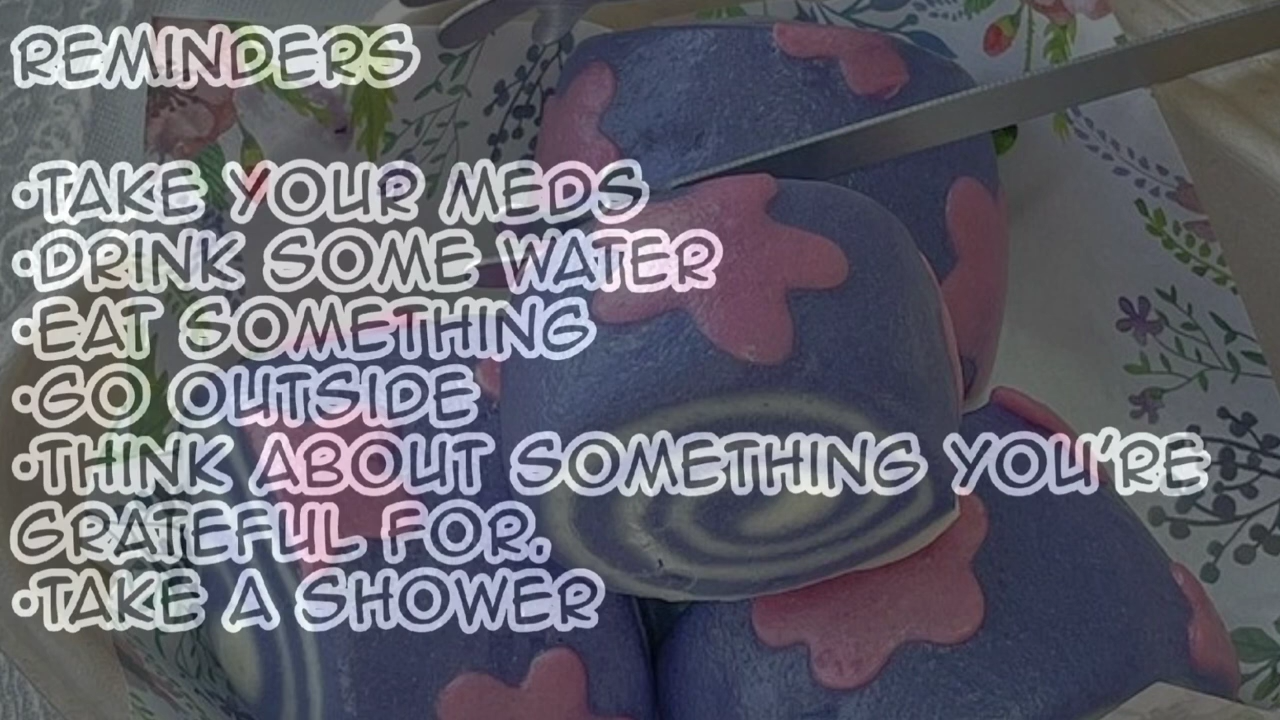 REMINDERS
•TAKE YOUR MEDS
•DRINK SOME WATER
•EAT SOMETHING
•GO OUTSIDE
•THINK ABOUT SOMETHING YOU'RE
GRATEFUL FOR.
•TAKE A SHOWER